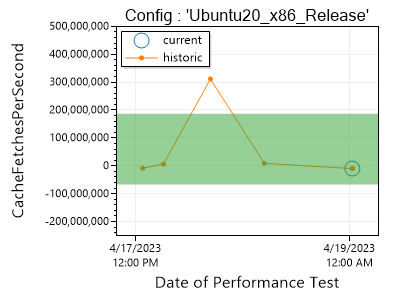 Config : 'Ubuntu20_x86_Release'
current
historic
500,000,000
400,000,000
300,000,000
200,000,000
100,000,000
0
-100,000,000
-200,000,000
CacheFetchesPerSecond
4/17/2023
12:00 PM
4/19/2023
12:00 AM
Date of Performance Test